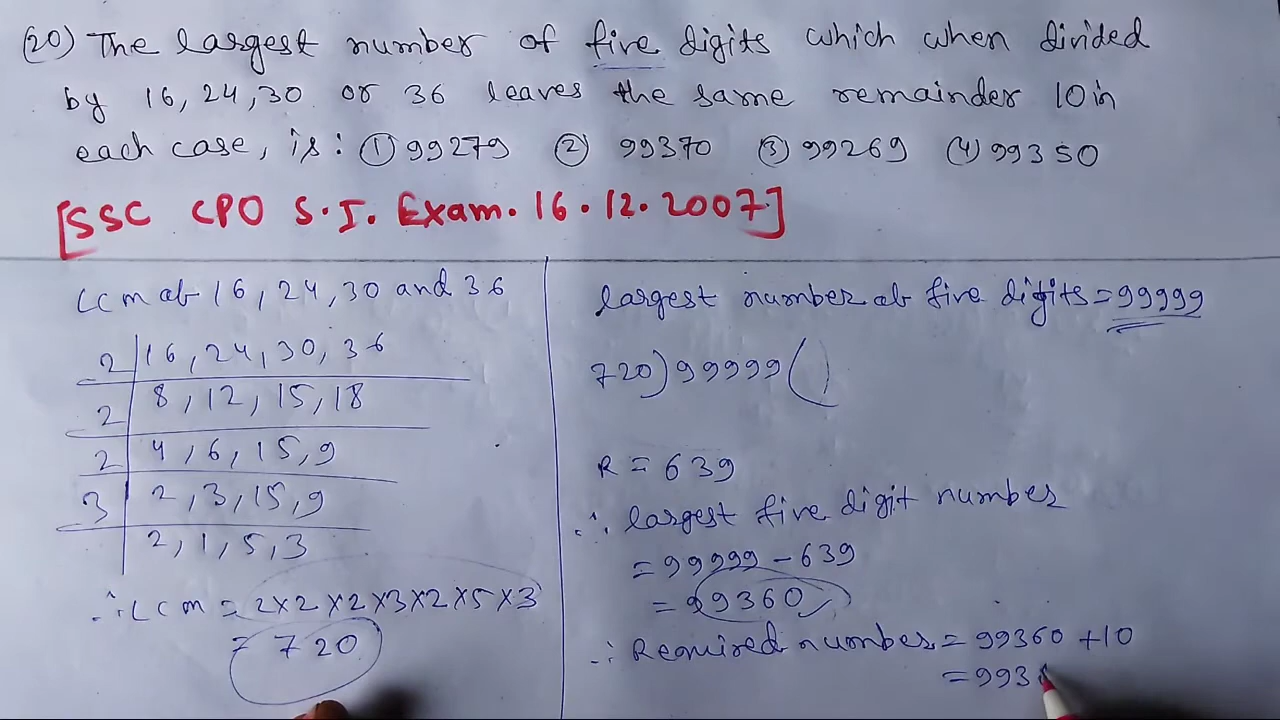 (20) The largest number of five digits which when divided
by 16, 24, 30 or 36 leaves the same remainder 10 in
each case, is: ① 99279 ② 99370 ③ 99269 (4) 99350
[SSC CPO S.I. Exam. 16.12.2007]
LCM ab 16, 24, 30 and 36
2 | 16, 24, 30, 36
2 | 8, 12, 15, 18
2 | 4, 6, 15, 9
3 | 2, 3, 15, 9
2, 1, 5, 3
∴ LCM = 2×2×2×3×2×5×3
= 720
largest number ab five digits = 99999
720)99999(
R = 639
∴ largest five digit number
= 99999 - 639
= 99360
∴ Required number = 99360 + 10
= 993